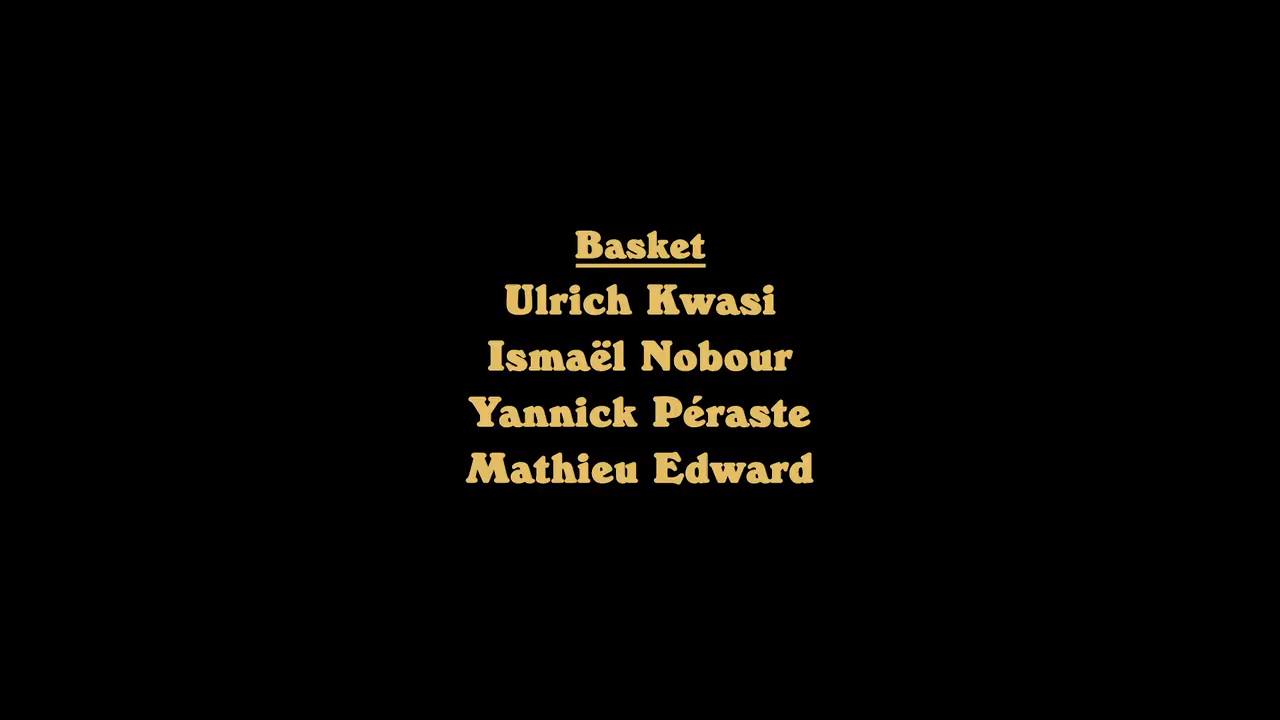 Basket
Ulrich Kwasi
Ismaël Nobour
Yannick Péraste
Mathieu Edward